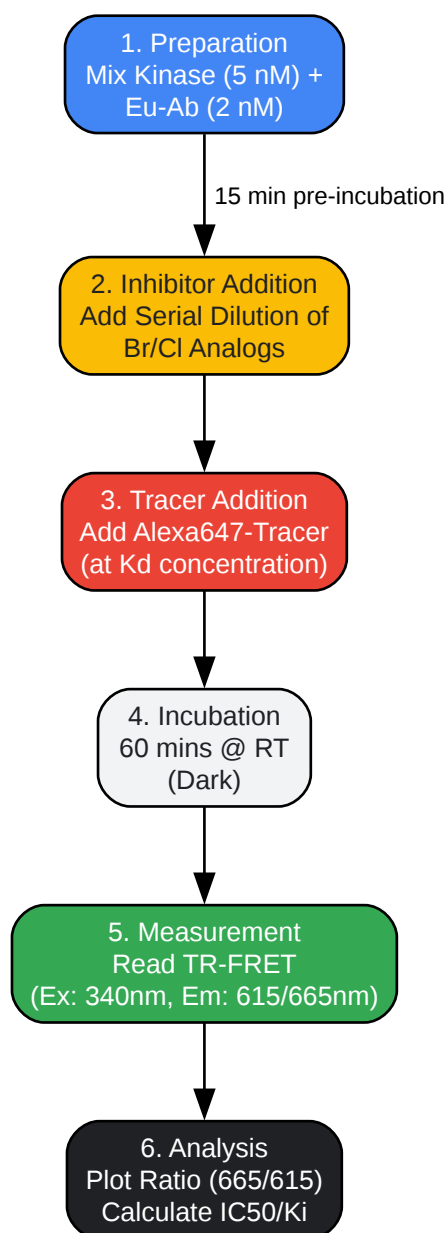 1. Preparation
Mix Kinase (5 nM) +
Eu-Ab (2 nM)
15 min pre-incubation
2. Inhibitor Addition
Add Serial Dilution of
Br/Cl Analogs
3. Tracer Addition
Add Alexa647-Tracer
(at Kd concentration)
4. Incubation
60 mins @ RT
(Dark)
5. Measurement
Read TR-FRET
(Ex: 340nm, Em: 615/665nm)
6. Analysis
Plot Ratio (665/615)
Calculate IC50/Ki